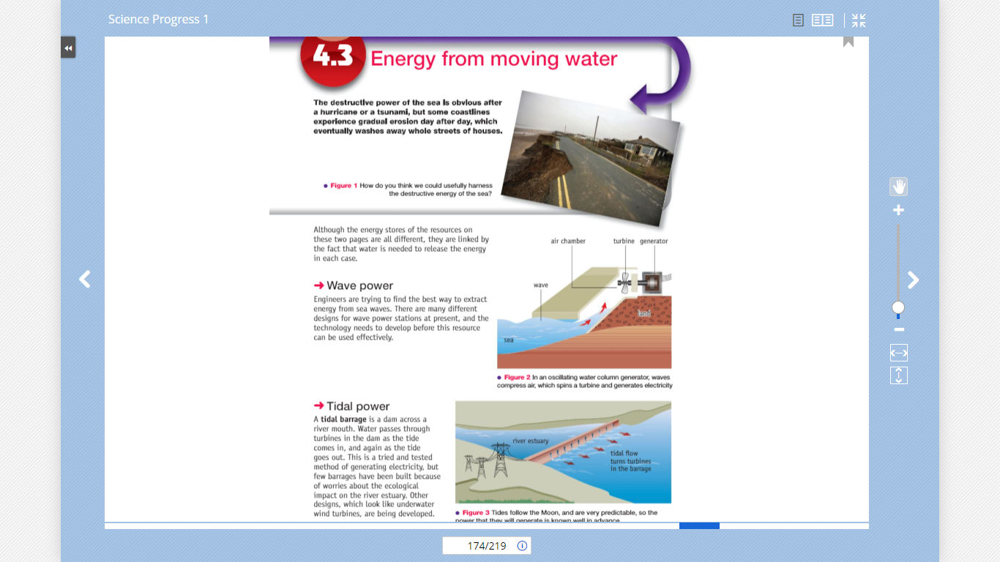 Science Progress 1
4.3 Energy from moving water
The destructive power of the sea is obvious after
a hurricane or a tsunami, but some coastlines
experience gradual erosion day after day, which
eventually washes away whole streets of houses.
• Figure 1 How do you think we could usefully harness
the destructive energy of the sea?
Although the energy stores of the resources on
these two pages are all different, they are linked by
the fact that water is needed to release the energy
in each case.
➜ Wave power
Engineers are trying to find the best way to extract
energy from sea waves. There are many different
designs for wave power stations at present, and the
technology needs to develop before this resource
can be used effectively.
air chamber
turbine
generator
wave
land
sea
• Figure 2 In an oscillating water column generator, waves
compress air, which spins a turbine and generates electricity
➜ Tidal power
A tidal barrage is a dam across a
river mouth. Water passes through
turbines in the dam as the tide
comes in, and again as the tide
goes out. This is a tried and tested
method of generating electricity, but
few barrages have been built because
of worries about the ecological
impact on the river estuary. Other
designs, which look like underwater
wind turbines, are being developed.
river estuary
tidal flow
turns turbines
in the barrage
• Figure 3 Tides follow the Moon, and are very predictable, so the
power that they will generate is known well in advance
174/219